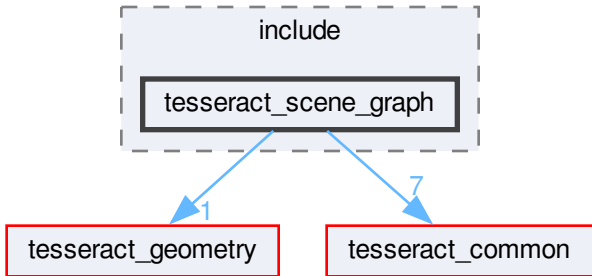 include
tesseract_scene_graph
1
7
tesseract_geometry
tesseract_common